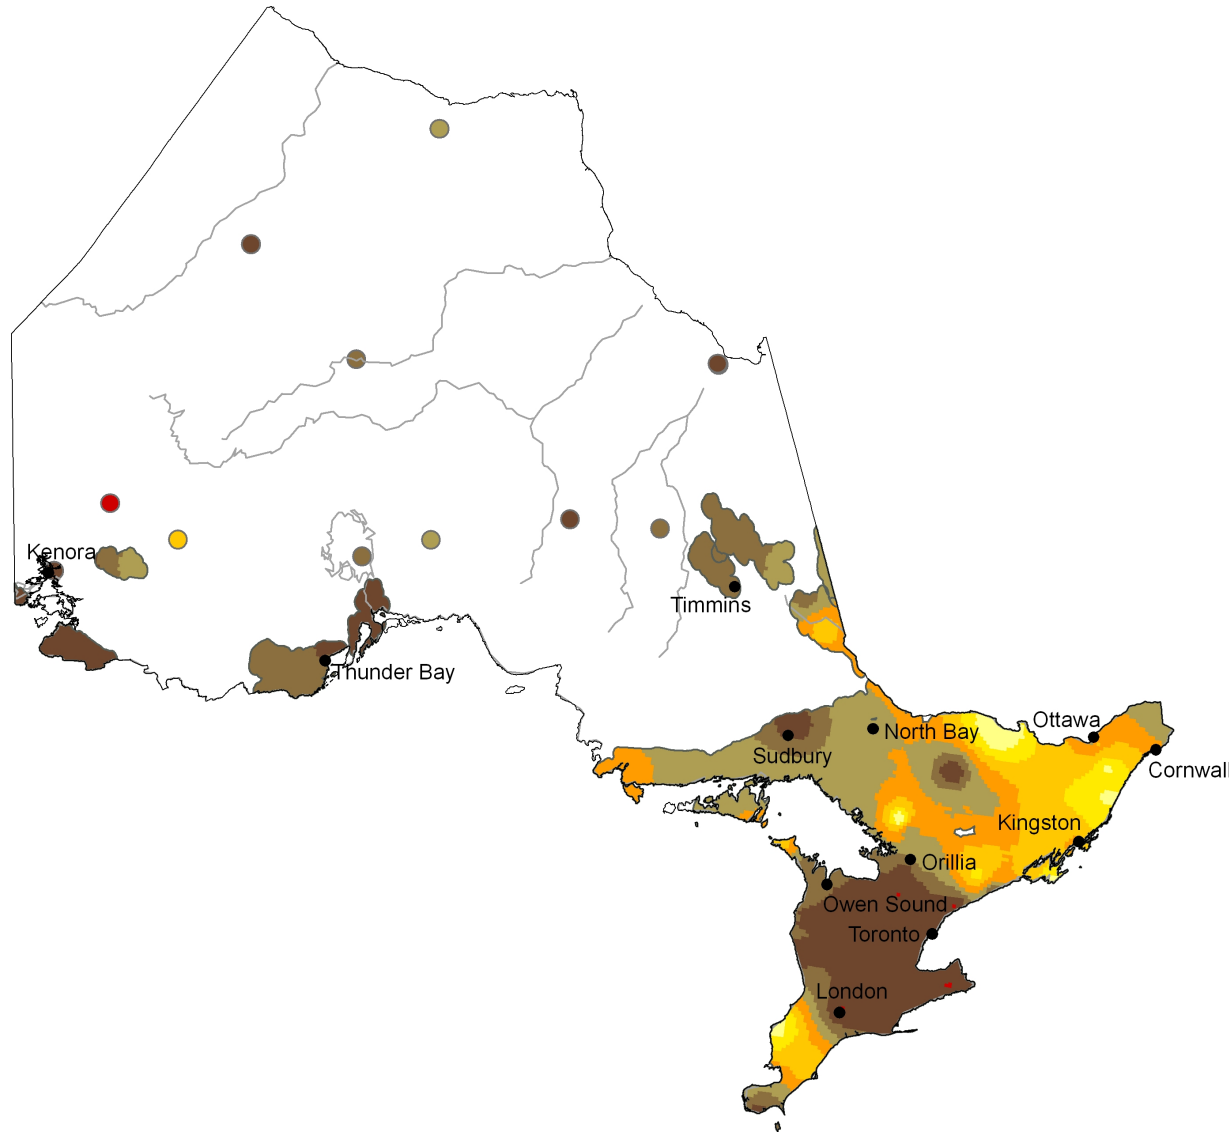 Kenora
Timmins
Thunder Bay
Ottawa
North Bay
Sudbury
Cornwall
Kingston
Orillia
Owen Sound
Toronto
London